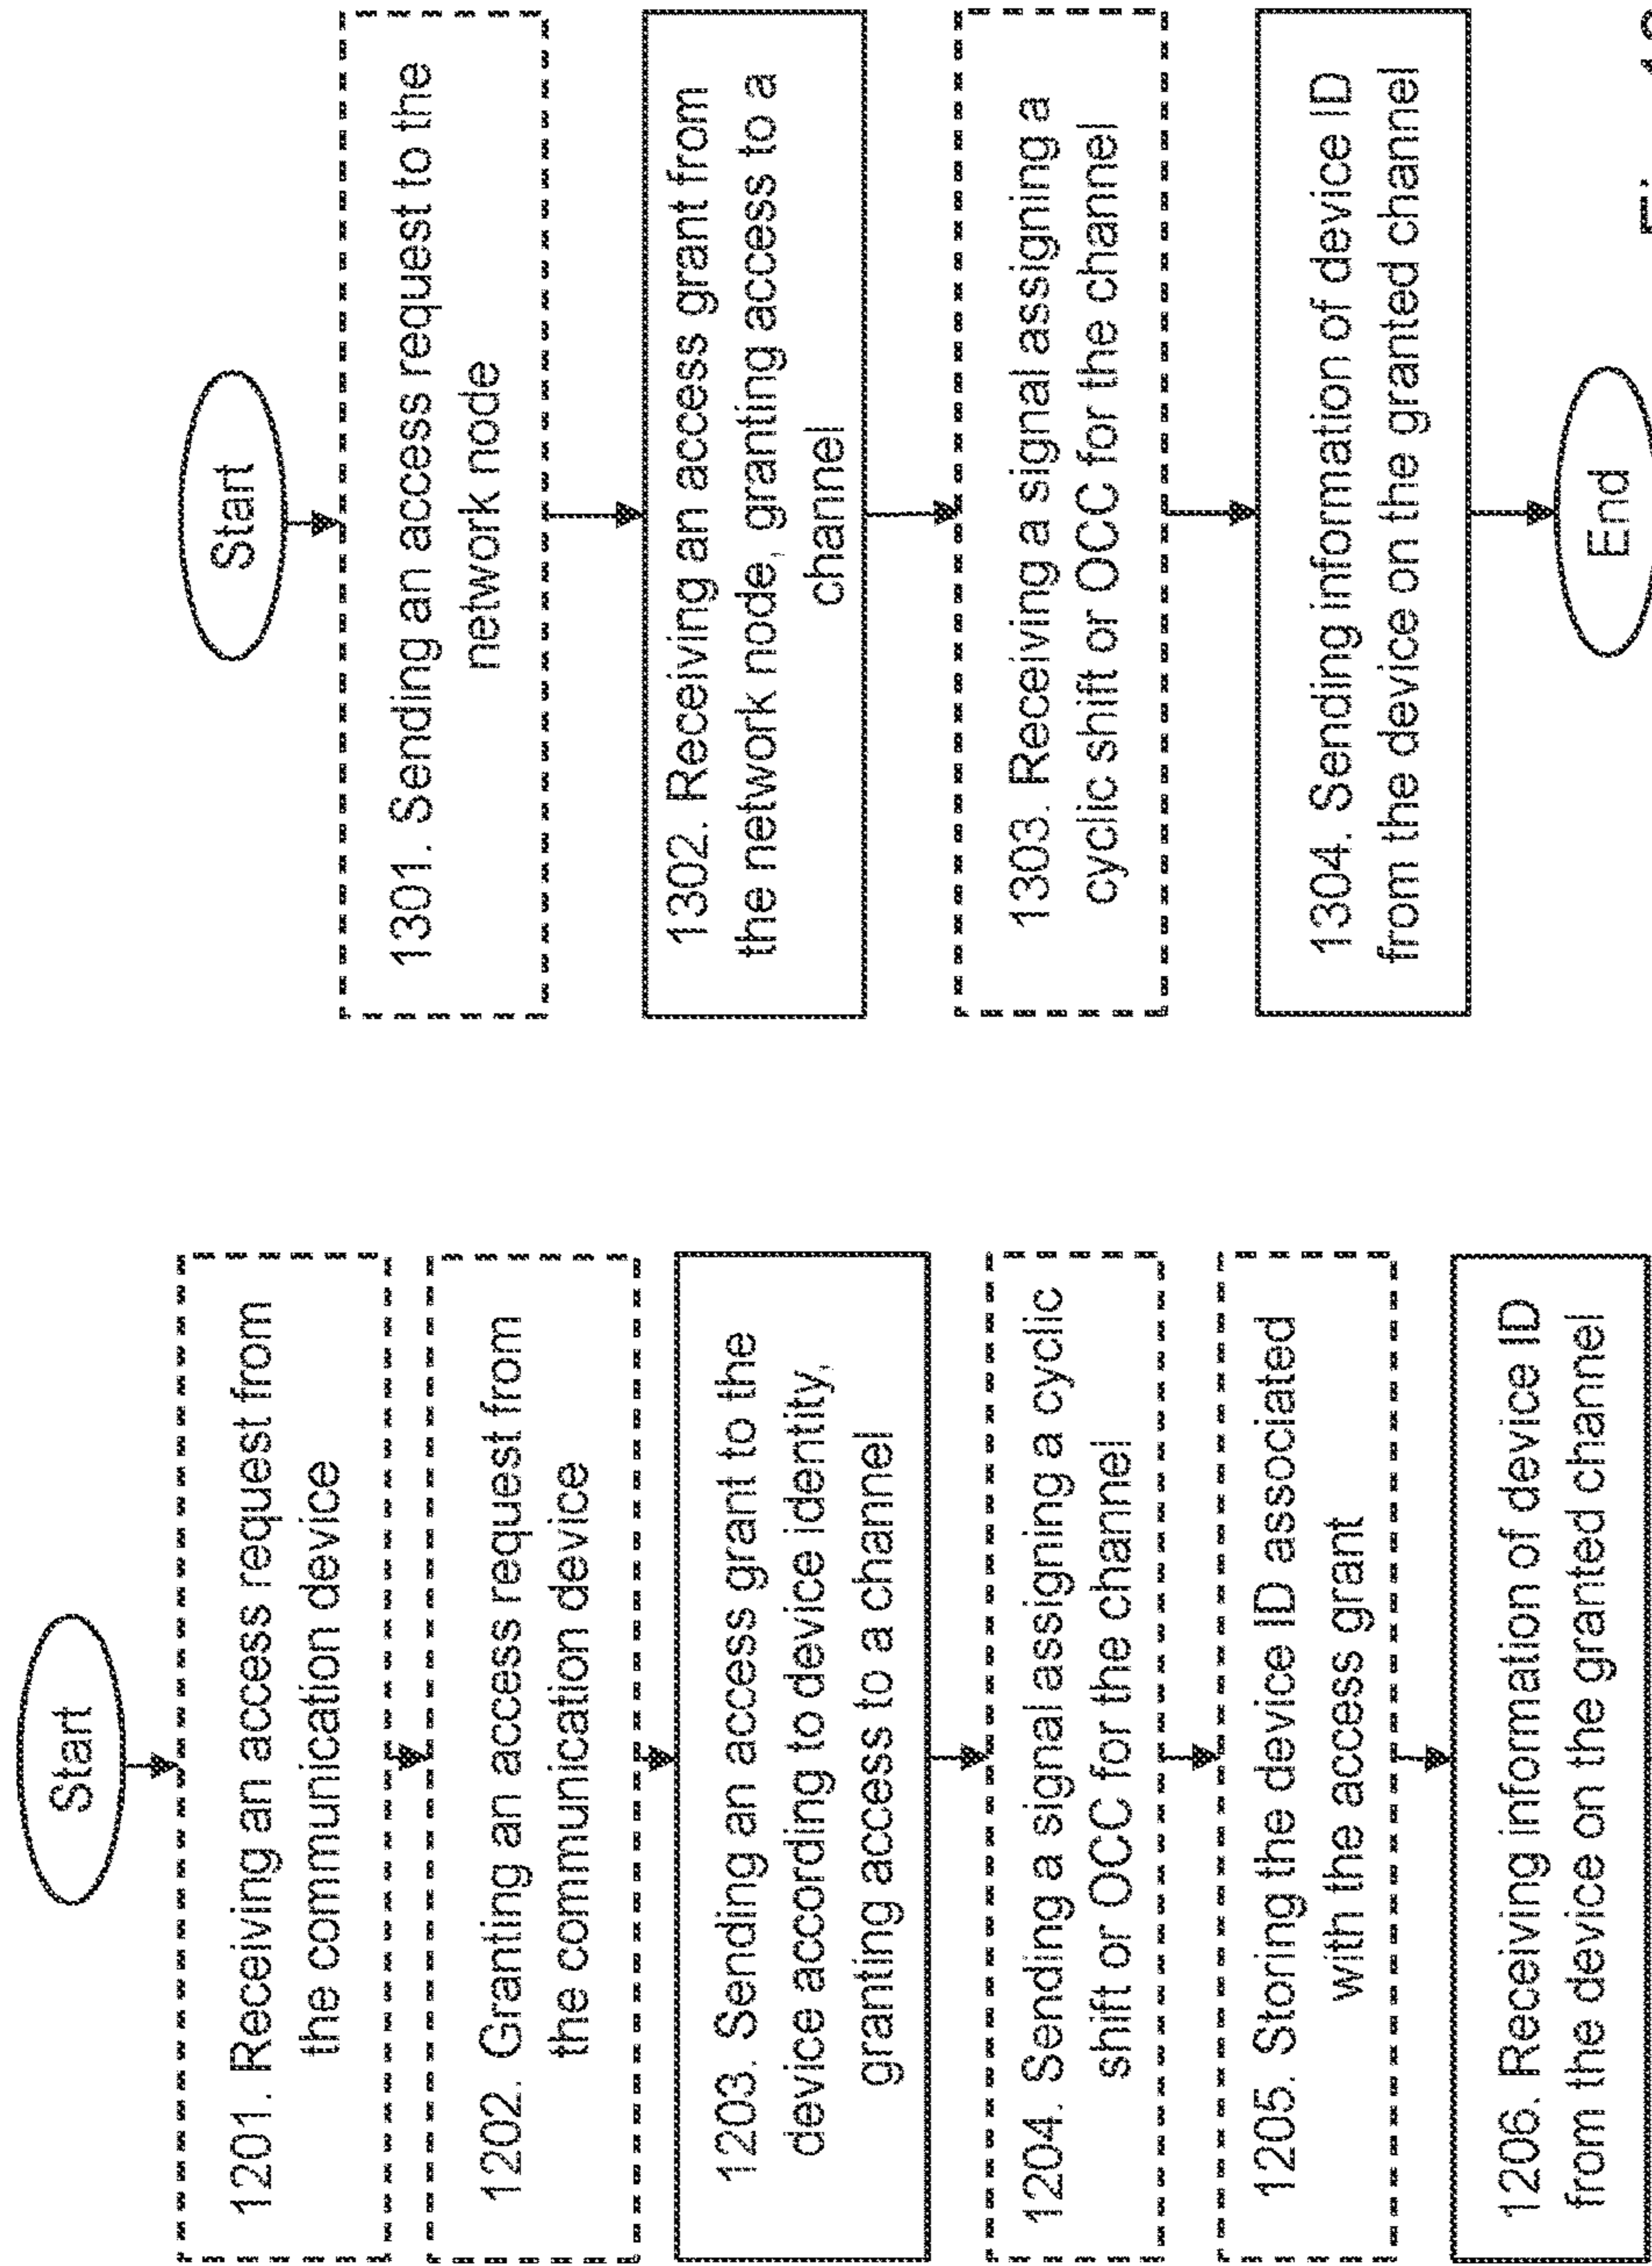 Start
1201. Receiving an access request from
the communication device
1202. Granting an access request from
the communication device
1203. Sending an access grant to the
device according to device identity,
granting access to a channel
1204. Sending a signal assigning a cyclic
shift or OCC for the channel
1205. Storing the device ID associated
with the access grant
1206. Receiving information of device ID
from the device on the granted channel
Start
1301. Sending an access request to the
network node
1302. Receiving an access grant from
the network node, granting access to a
channel
1303. Receiving a signal assigning a
cyclic shift or OCC for the channel
1304. Sending information of device ID
from the device on the granted channel
End